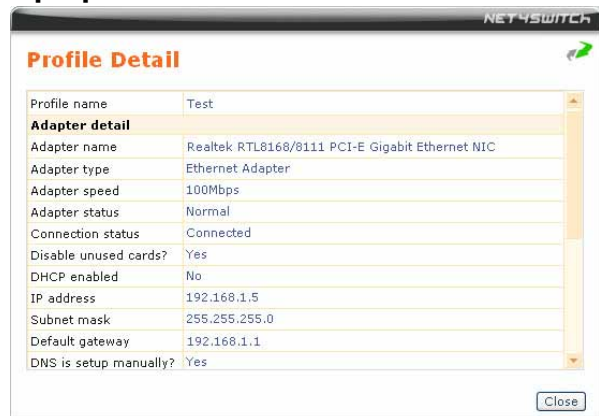 NET4SWITCH
Profile Detail
Profile name Test
Adapter detail
Adapter name Realtek RTL8168/8111 PCI-E Gigabit Ethernet NIC
Adapter type Ethernet Adapter
Adapter speed 100Mbps
Adapter status Normal
Connection status Connected
Disable unused cards? Yes
DHCP enabled No
IP address 192.168.1.5
Subnet mask 255.255.255.0
Default gateway 192.168.1.1
DNS is setup manually? Yes
Close